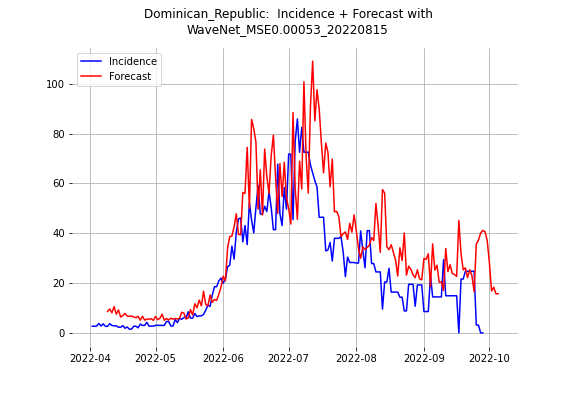 Dominican_Republic:  Incidence + Forecast with
WaveNet_MSE0.00053_20220815
Incidence
Forecast
100
80
60
40
20
0
2022-04 2022-05 2022-06 2022-07 2022-08 2022-09 2022-10